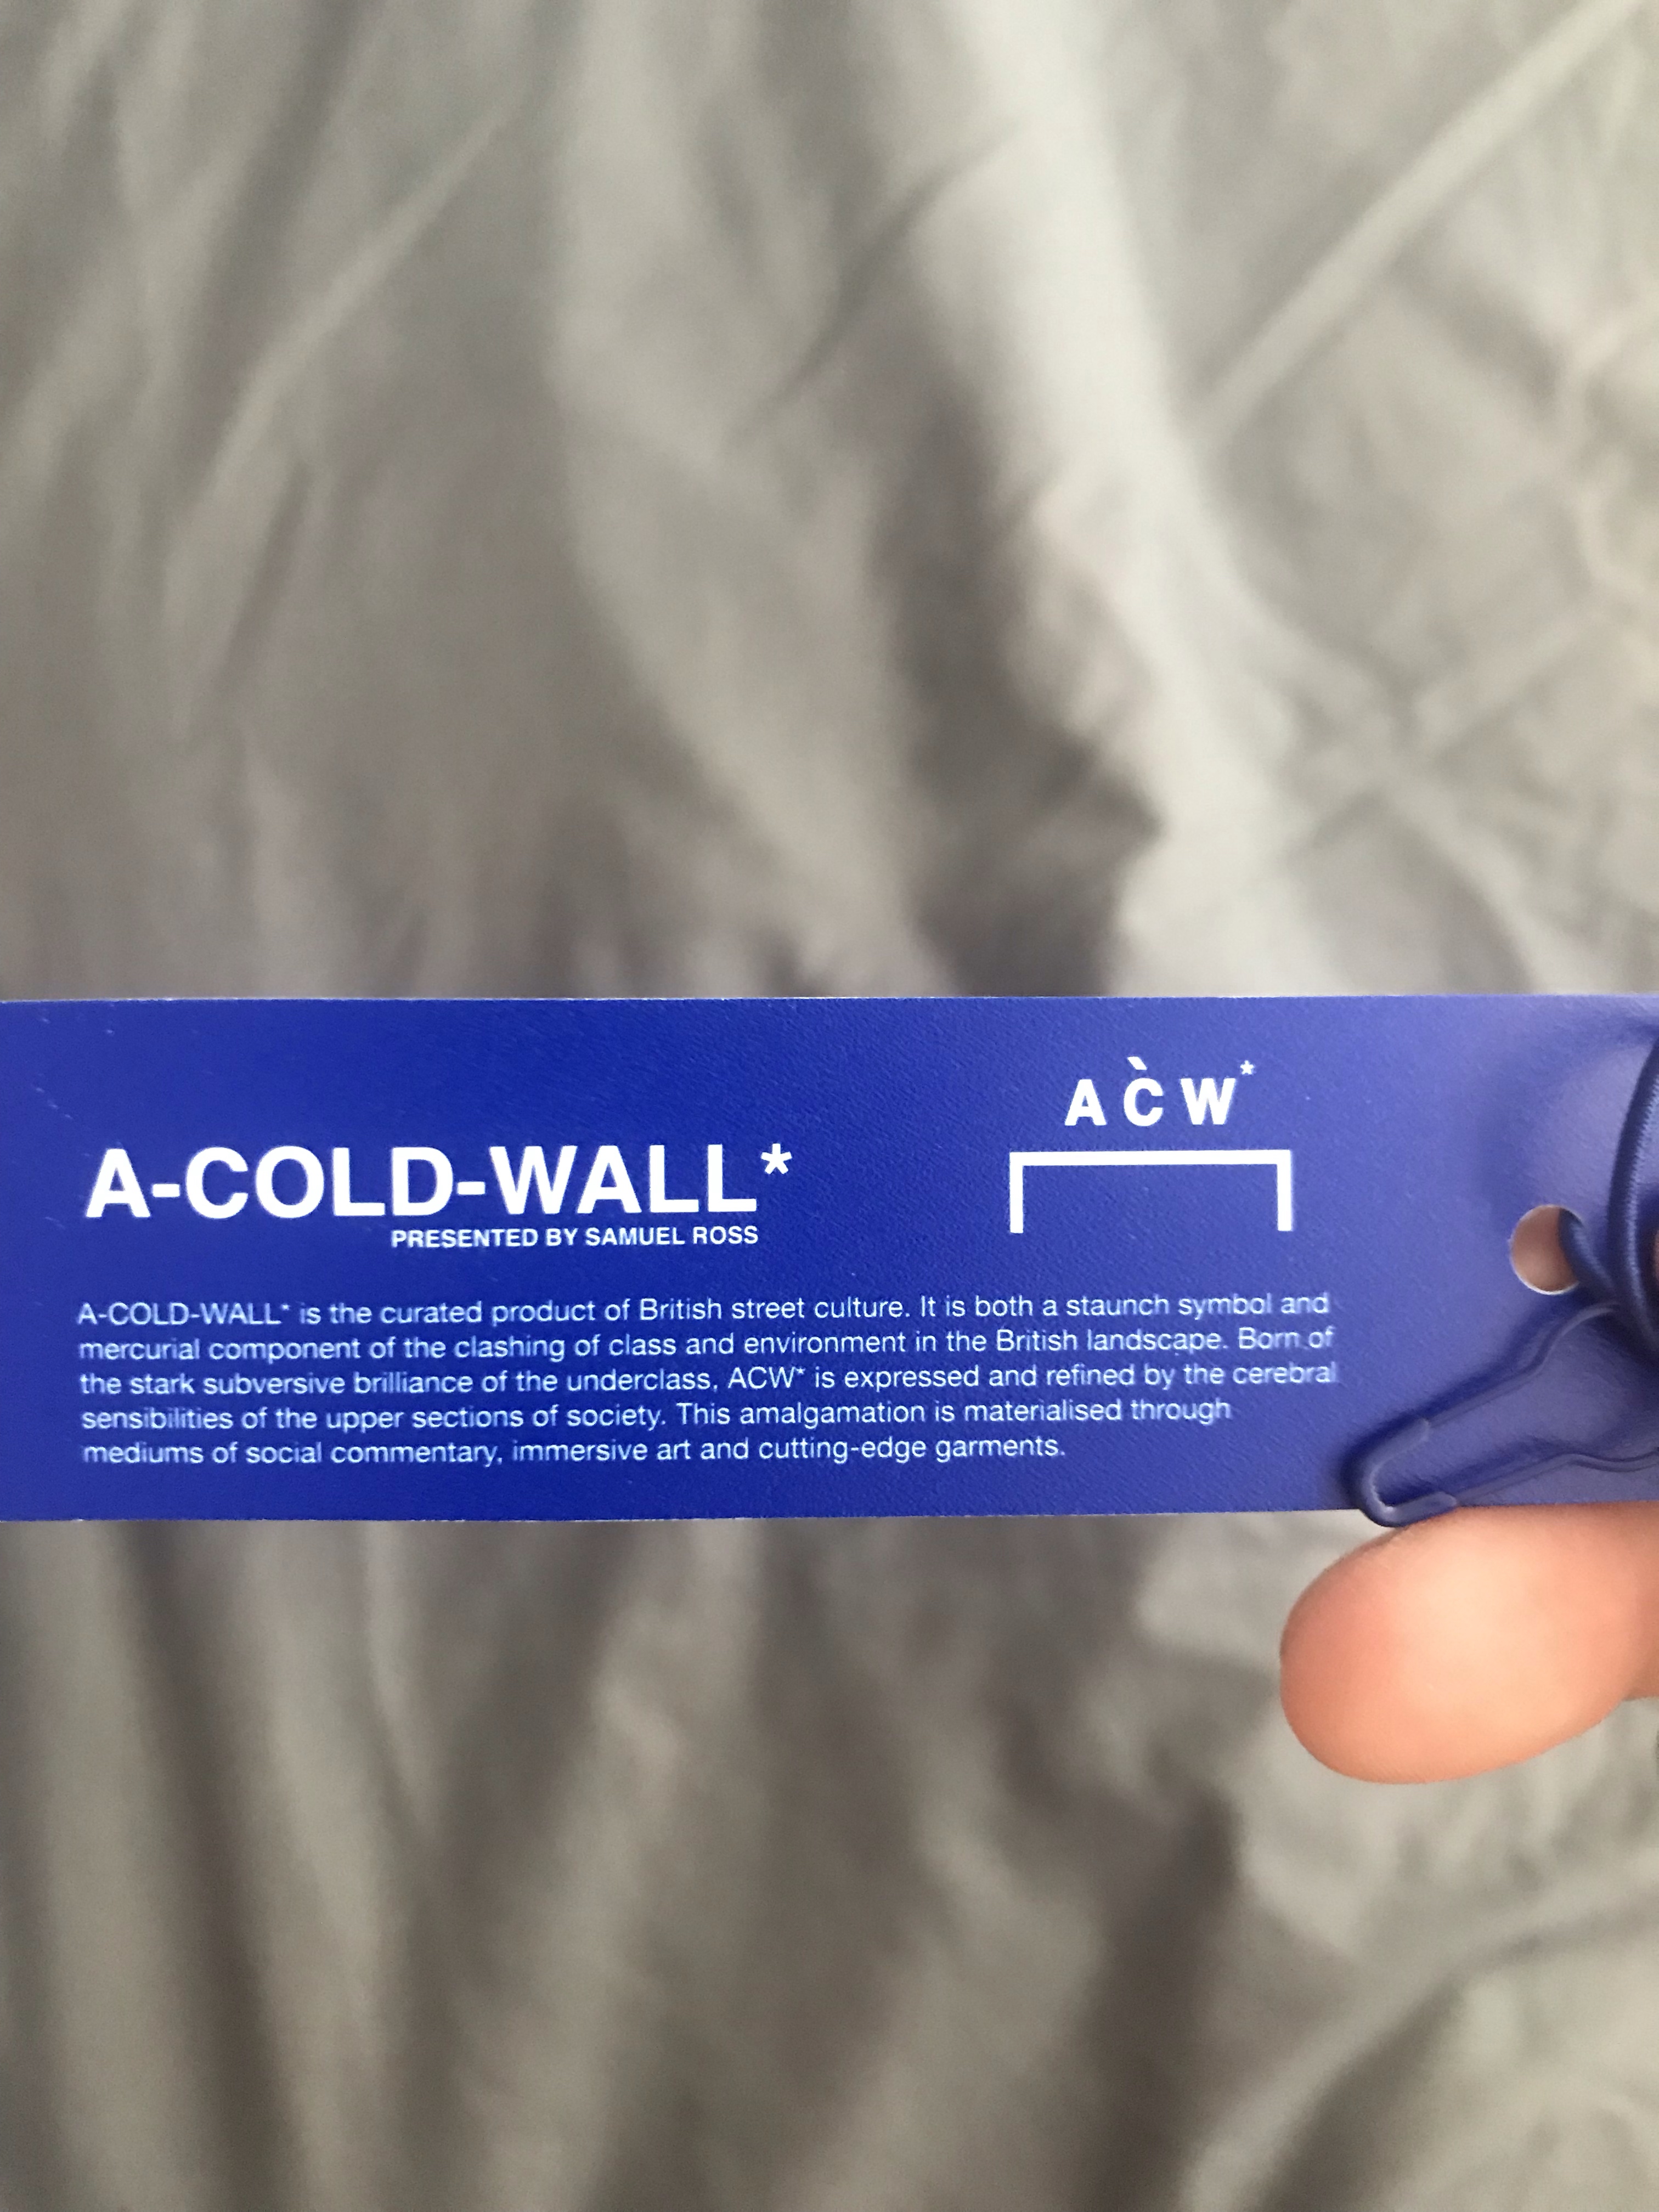 AC̀W*
A-COLD-WALL*
PRESENTED BY SAMUEL ROSS
A-COLD-WALL* is the curated product of British street culture. It is both a staunch symbol and
mercurial component of the clashing of class and environment in the British landscape. Born of
the stark subversive brilliance of the underclass, ACW* is expressed and refined by the cerebral
sensibilities of the upper sections of society. This amalgamation is materialised through
mediums of social commentary, immersive art and cutting-edge garments.